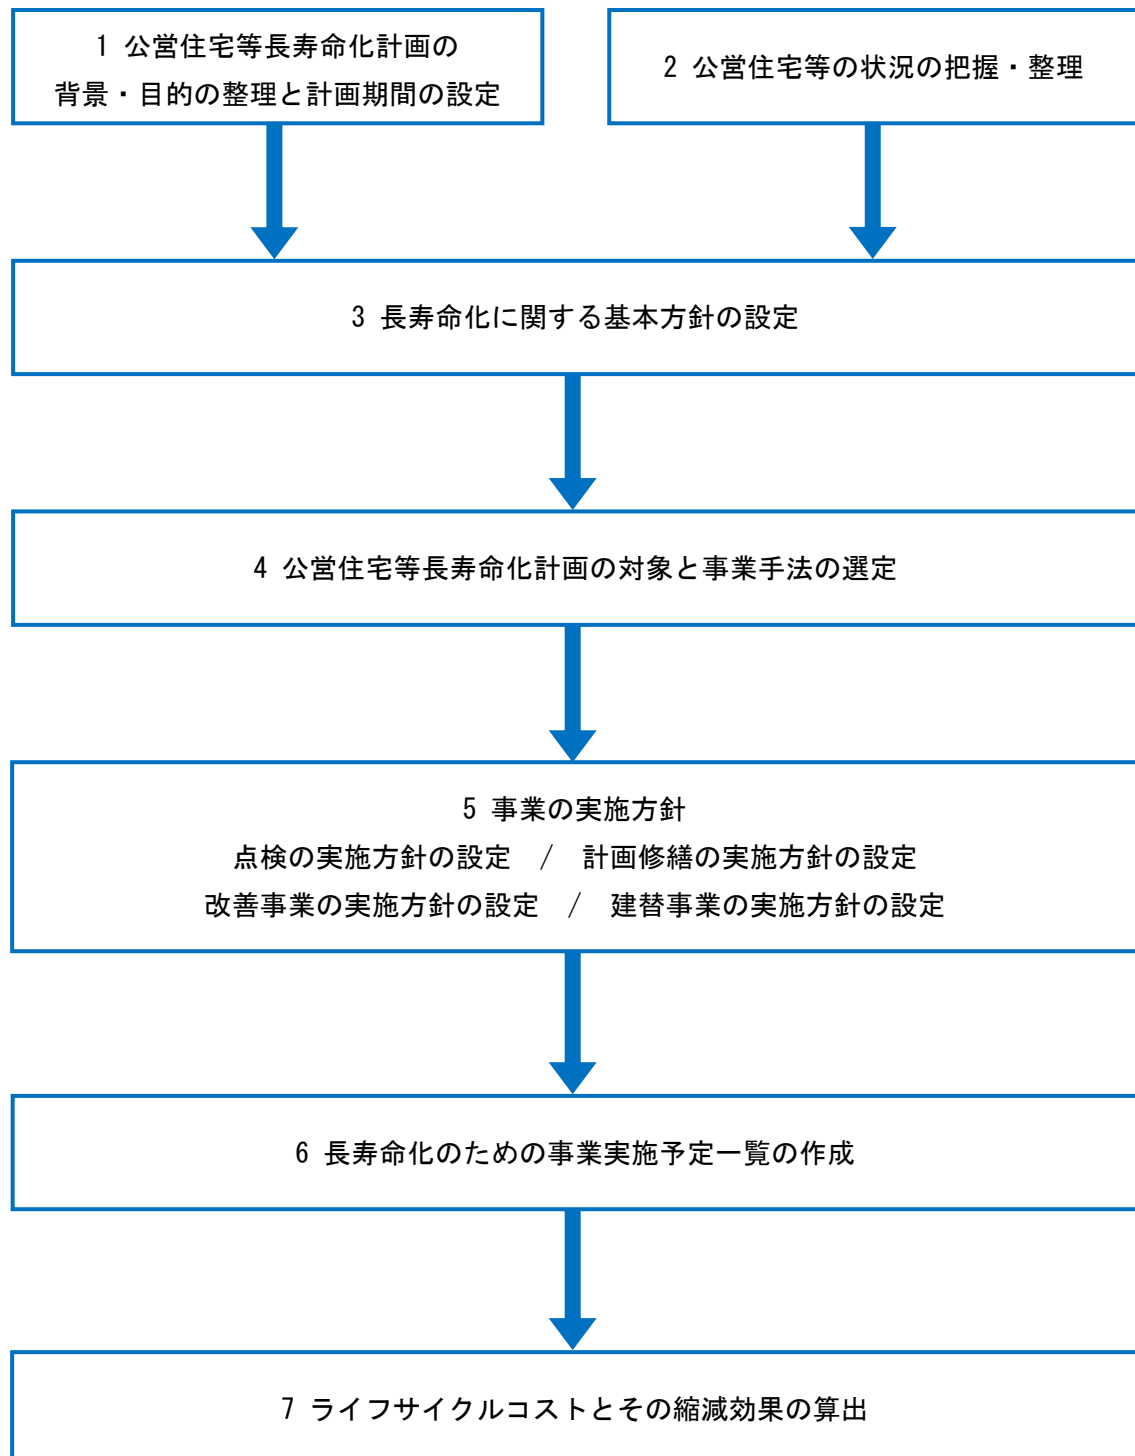 1 公営住宅等長寿命化計画の
背景・目的の整理と計画期間の設定
2 公営住宅等の状況の把握・整理
3 長寿命化に関する基本方針の設定
4 公営住宅等長寿命化計画の対象と事業手法の選定
5 事業の実施方針
点検の実施方針の設定 / 計画修繕の実施方針の設定
改善事業の実施方針の設定 / 建替事業の実施方針の設定
6 長寿命化のための事業実施予定一覧の作成
7 ライフサイクルコストとその縮減効果の算出